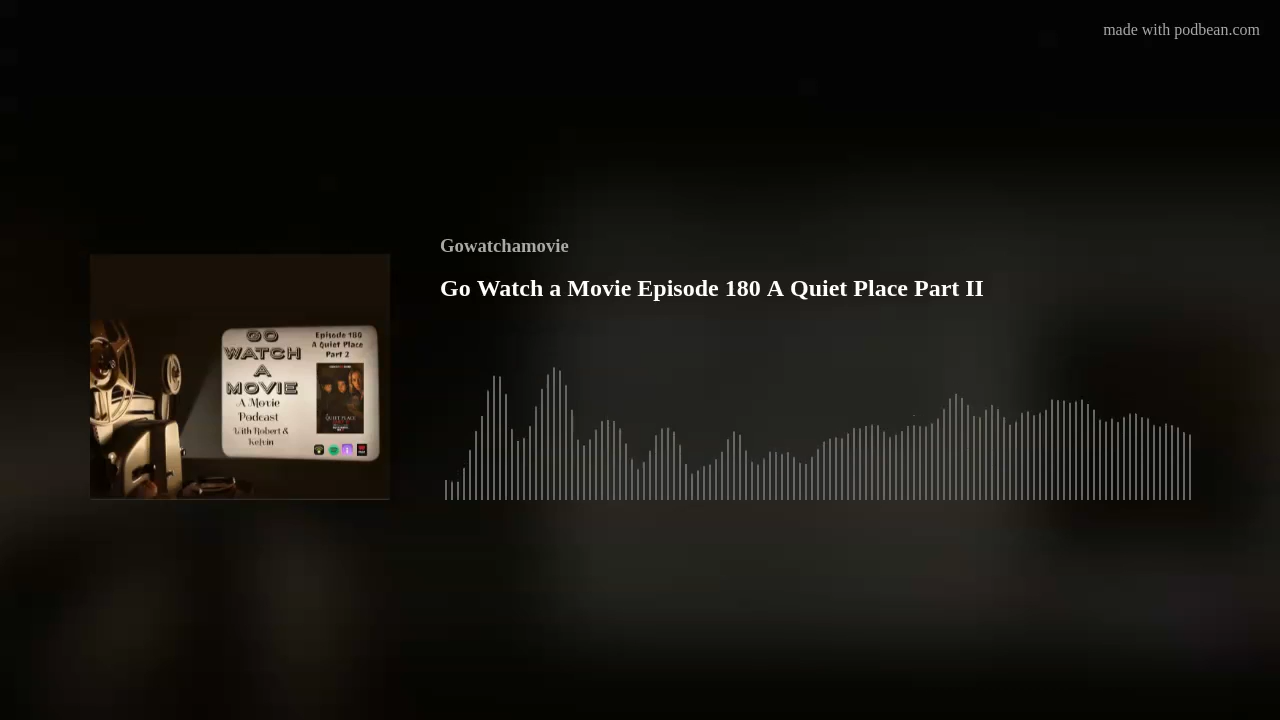 made with podbean.com
Gowatchamovie
Go Watch a Movie Episode 180 A Quiet Place Part II
GO
WATCH
A
MOVIE
A Movie
Podcast
With Robert &
Kelvin
Episode 180
A Quiet Place
Part 2